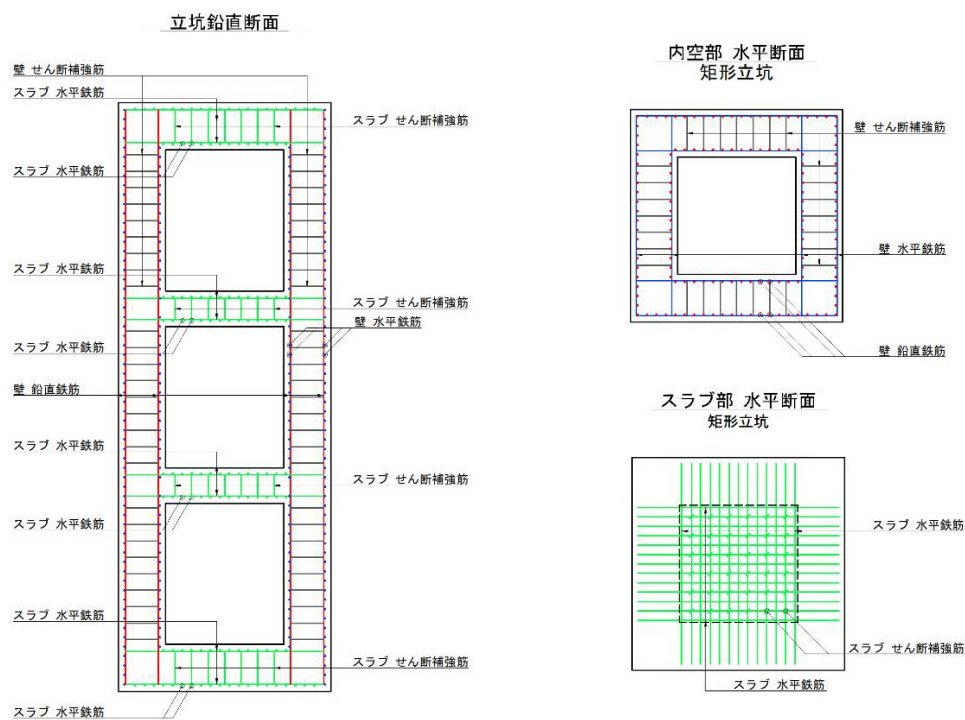 立坑鉛直断面
壁 せん断補強筋
スラブ 水平鉄筋
スラブ せん断補強筋
スラブ 水平鉄筋
スラブ 水平鉄筋
スラブ せん断補強筋
壁 水平鉄筋
スラブ 水平鉄筋
壁 鉛直鉄筋
スラブ 水平鉄筋
スラブ せん断補強筋
スラブ 水平鉄筋
スラブ 水平鉄筋
スラブ せん断補強筋
スラブ 水平鉄筋
内空部 水平断面
矩形立坑
壁 せん断補強筋
壁 水平鉄筋
壁 鉛直鉄筋
スラブ部 水平断面
矩形立坑
スラブ 水平鉄筋
スラブ せん断補強筋
スラブ 水平鉄筋